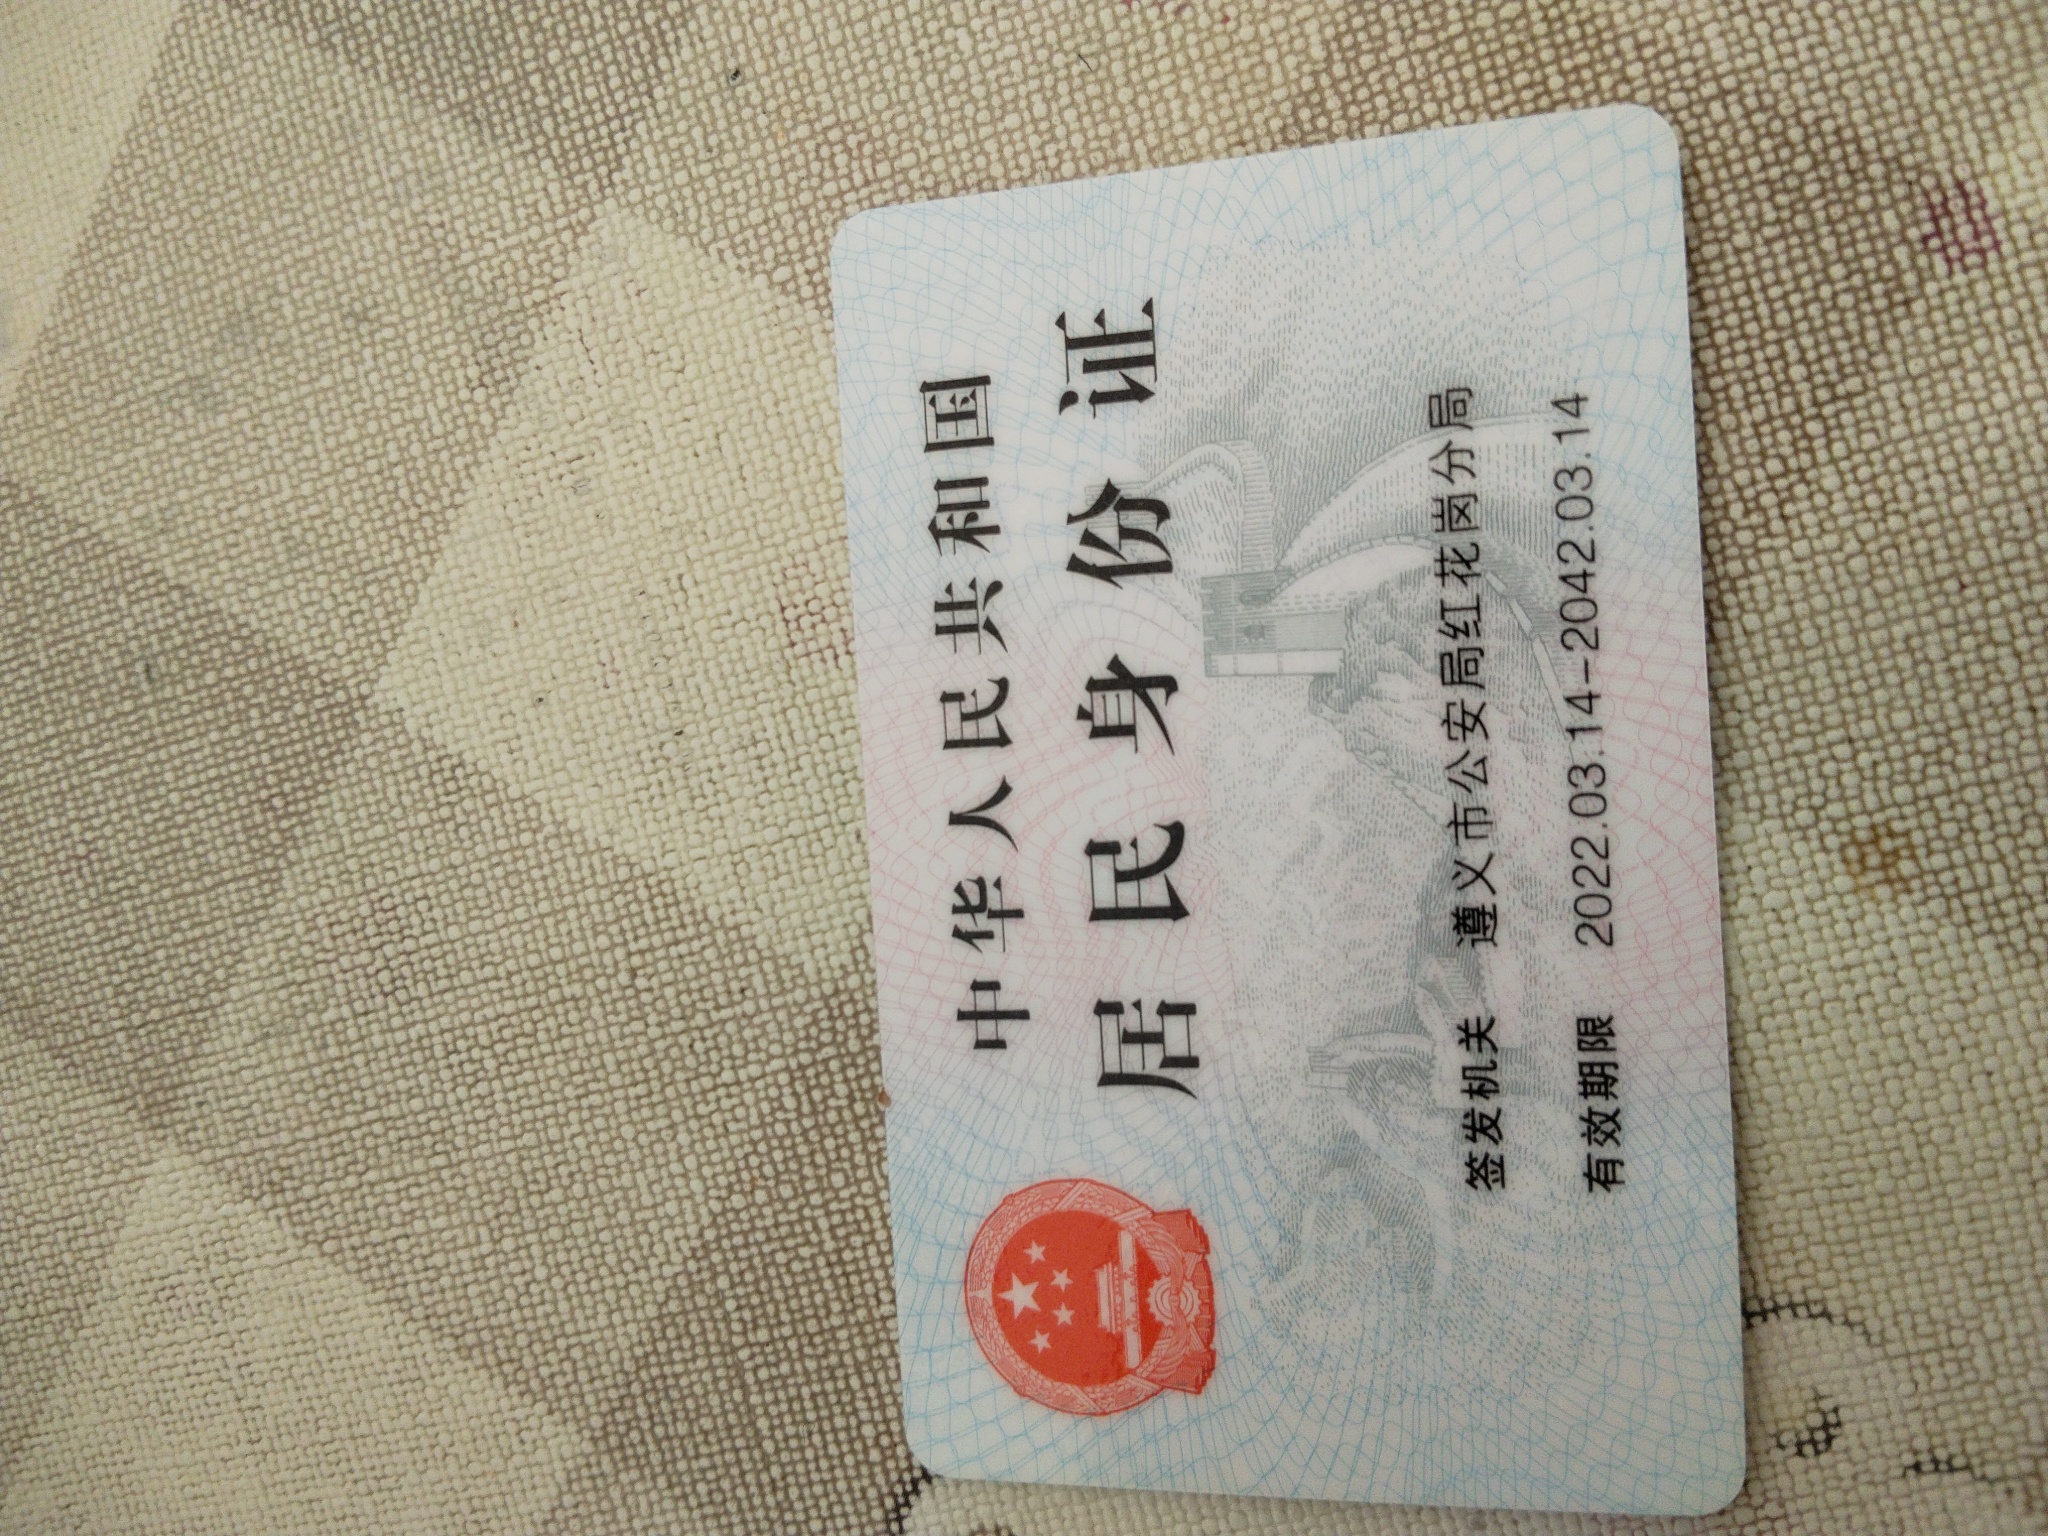 中华人民共和国
居民身份证
签发机关 遵义市公安局红花岗分局
有效期限 2022.03.14-2042.03.14